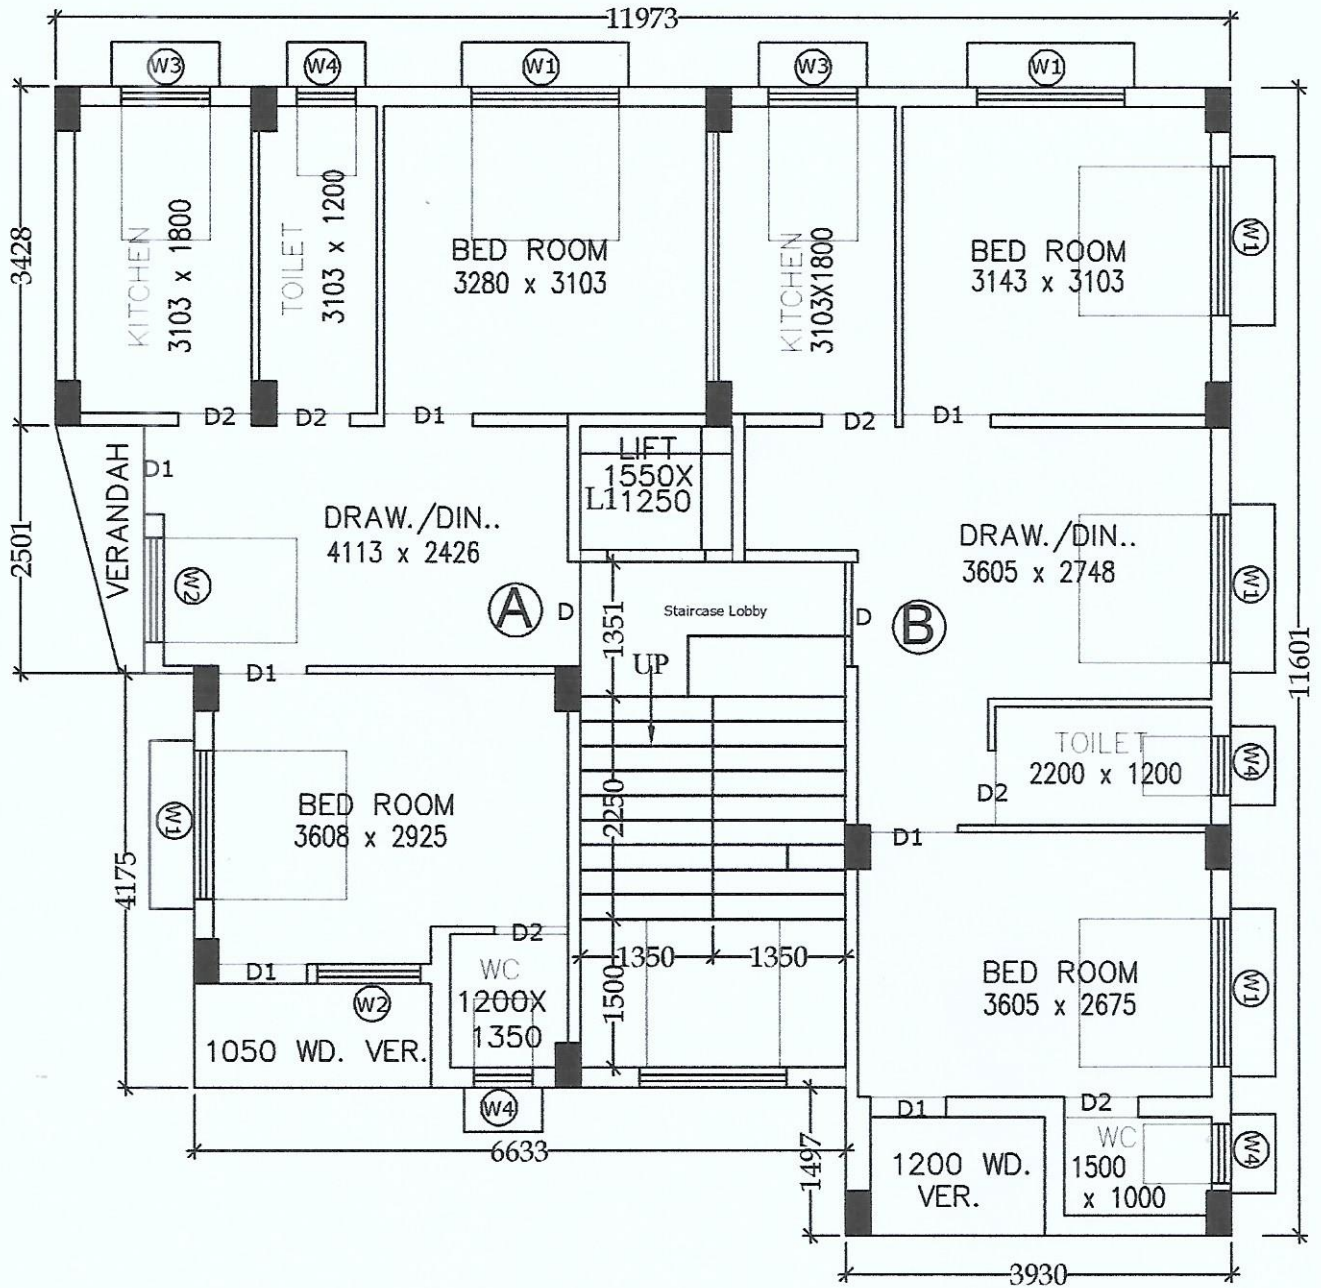 11973
W3
W4
W1
W3
W1
3428
KITCHEN
3103 x 1800
TOILET
3103 x 1200
BED ROOM
3280 x 3103
KITCHEN
3103X1800
BED ROOM
3143 x 3103
W1
D2
D2
D1
D2
D1
LIFT
1550X
L11250
VERANDAH
D1
2501
DRAW./DIN..
4113 x 2426
W2
A
D
1351
Staircase Lobby
D
B
DRAW./DIN..
3605 x 2748
W1
11601
UP
D1
TOILET
2200 x 1200
W4
D2
D1
W1
BED ROOM
3608 x 2925
2250
4175
D2
D1
W2
WC
1200X
1350
1050 WD. VER.
W4
1350
1350
1500
BED ROOM
3605 x 2675
W1
D1
D2
6633
1497
1200 WD.
VER.
WC
1500
x 1000
W4
3930